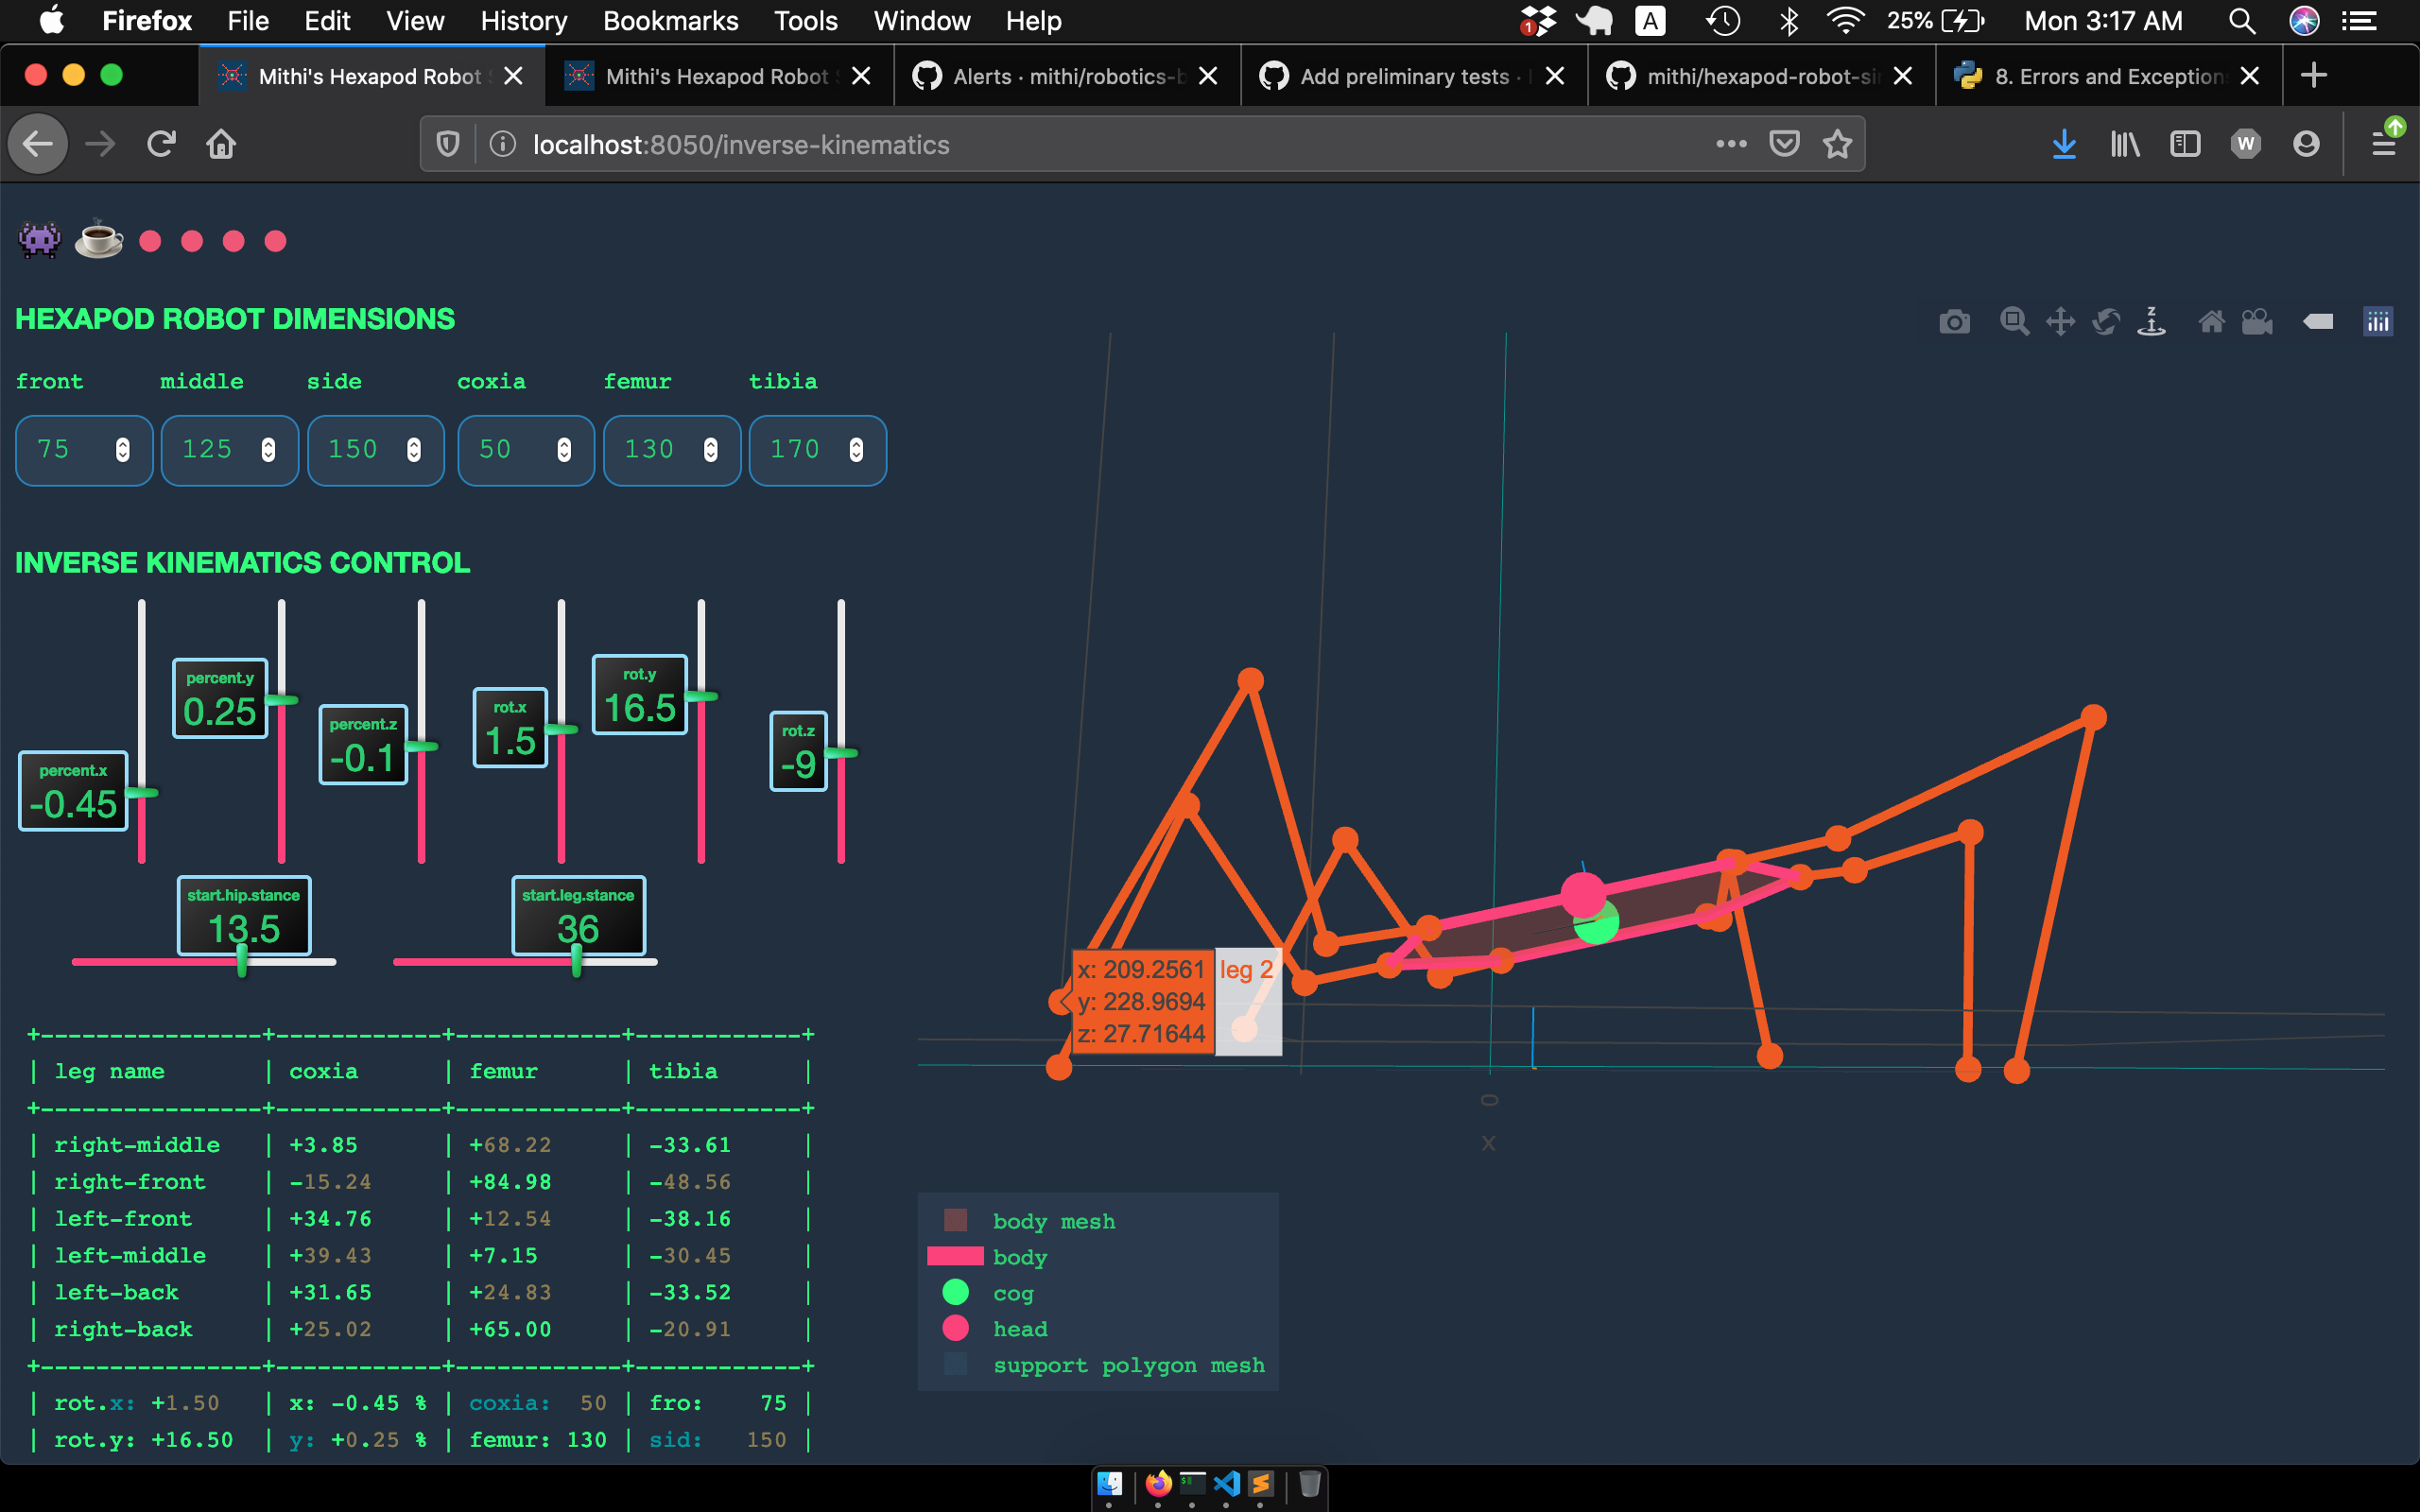 Firefox File Edit View History Bookmarks Tools Window Help 1 A 25% Mon 3:17 AM
Mithi's Hexapod Robot Mithi's Hexapod Robot Alerts · mithi/robotics-b Add preliminary tests · mithi/hexapod-robot-si 8. Errors and Exception
localhost:8050/inverse-kinematics W
HEXAPOD ROBOT DIMENSIONS
front middle side coxia femur tibia
75 125 150 50 130 170
INVERSE KINEMATICS CONTROL
percent.x
-0.45
percent.y
0.25
percent.z
-0.1
rot.x
1.5
rot.y
16.5
rot.z
-9
start.hip.stance
13.5
start.leg.stance
36
+----------------+------------+------------+------------+
| leg name | coxia | femur | tibia |
+----------------+------------+------------+------------+
| right-middle | +3.85 | +68.22 | -33.61 |
| right-front | -15.24 | +84.98 | -48.56 |
| left-front | +34.76 | +12.54 | -38.16 |
| left-middle | +39.43 | +7.15 | -30.45 |
| left-back | +31.65 | +24.83 | -33.52 |
| right-back | +25.02 | +65.00 | -20.91 |
+----------------+------------+------------+------------+
| rot.x: +1.50 | x: -0.45 % | coxia: 50 | fro: 75 |
| rot.y: +16.50 | y: +0.25 % | femur: 130 | sid: 150 |
z
x: 209.2561 leg 2
y: 228.9694
z: 27.71644
0
x
body mesh
body
cog
head
support polygon mesh